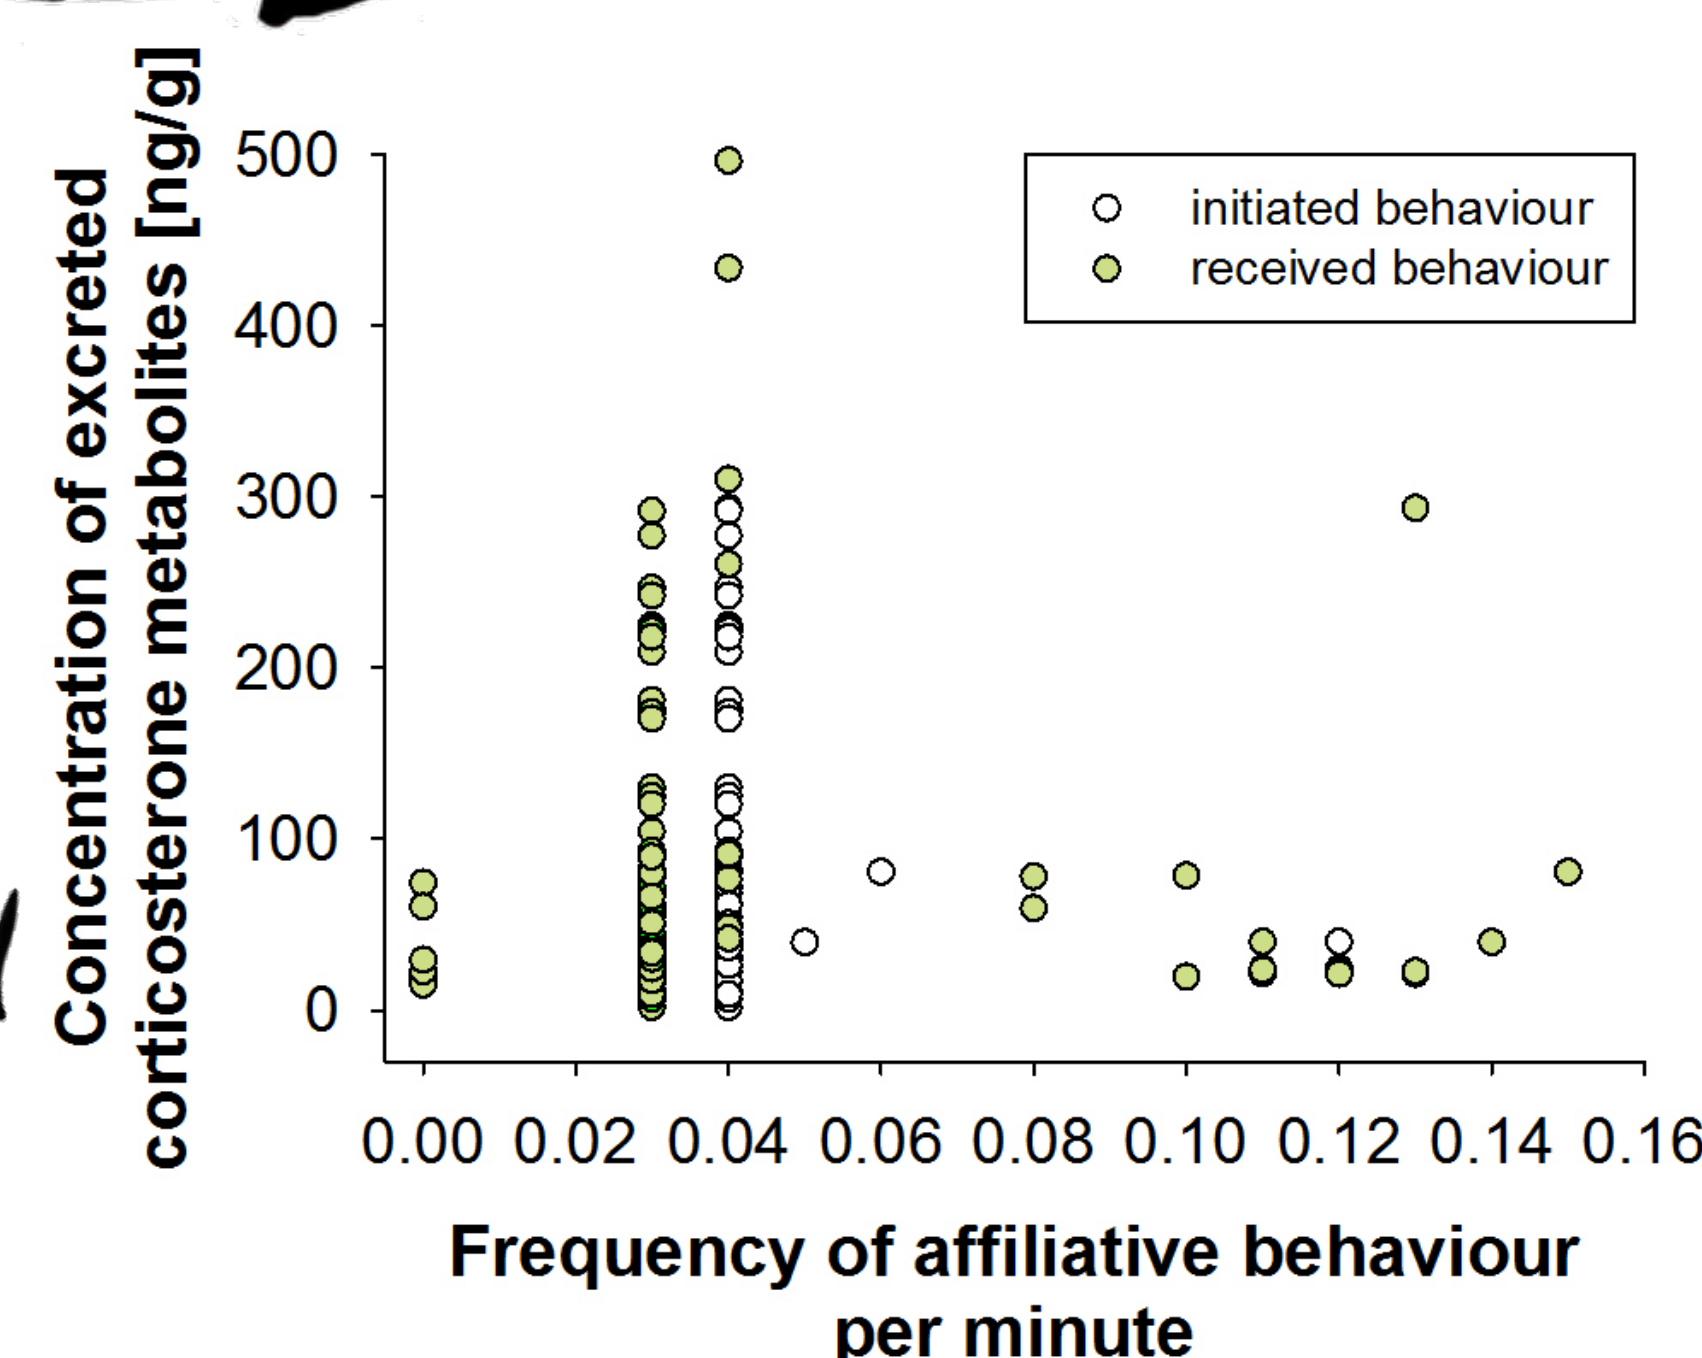 Concentration of excreted
corticosterone metabolites [ng/g]
500
400
300
200
100
0
initiated behaviour
received behaviour
0.00 0.02 0.04 0.06 0.08 0.10 0.12 0.14 0.16
Frequency of affiliative behaviour
per minute